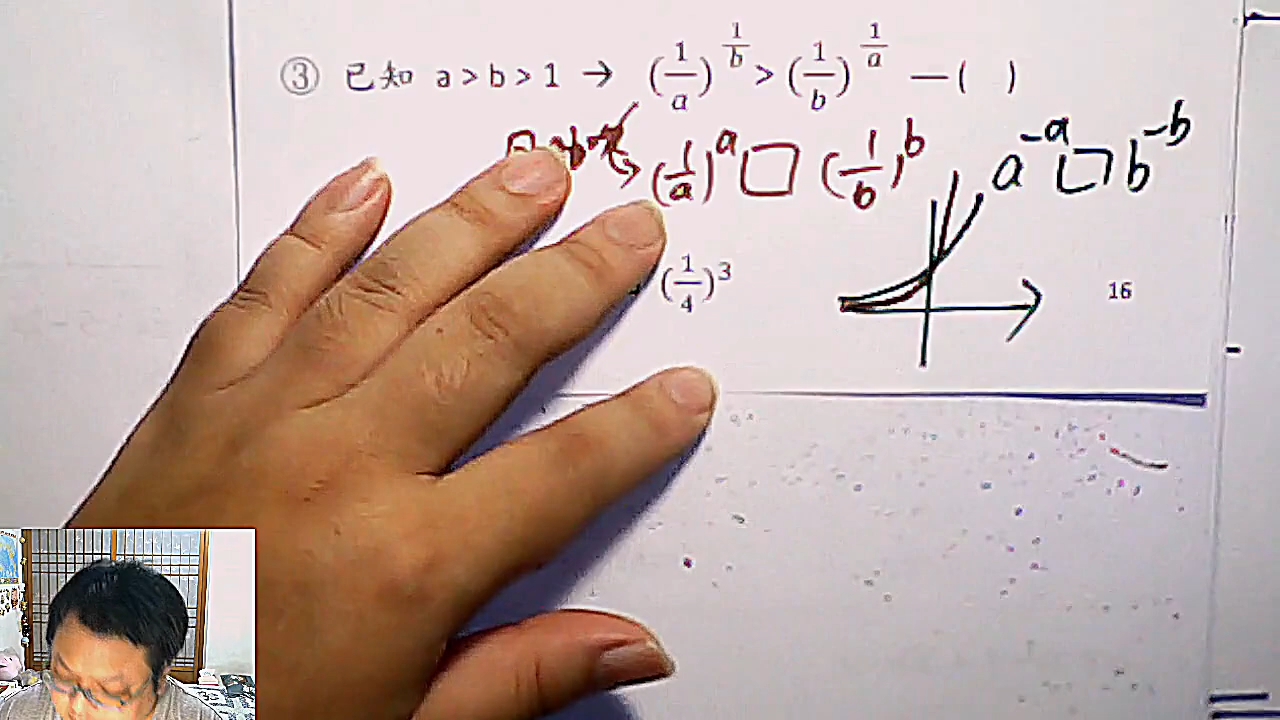 ③ 已知 a > b > 1 → (1/a)^(1/b) > (1/b)^(1/a) —( )
(1/a)^a □ (1/b)^b a^-a □ b^-b
(1/4)^3
16